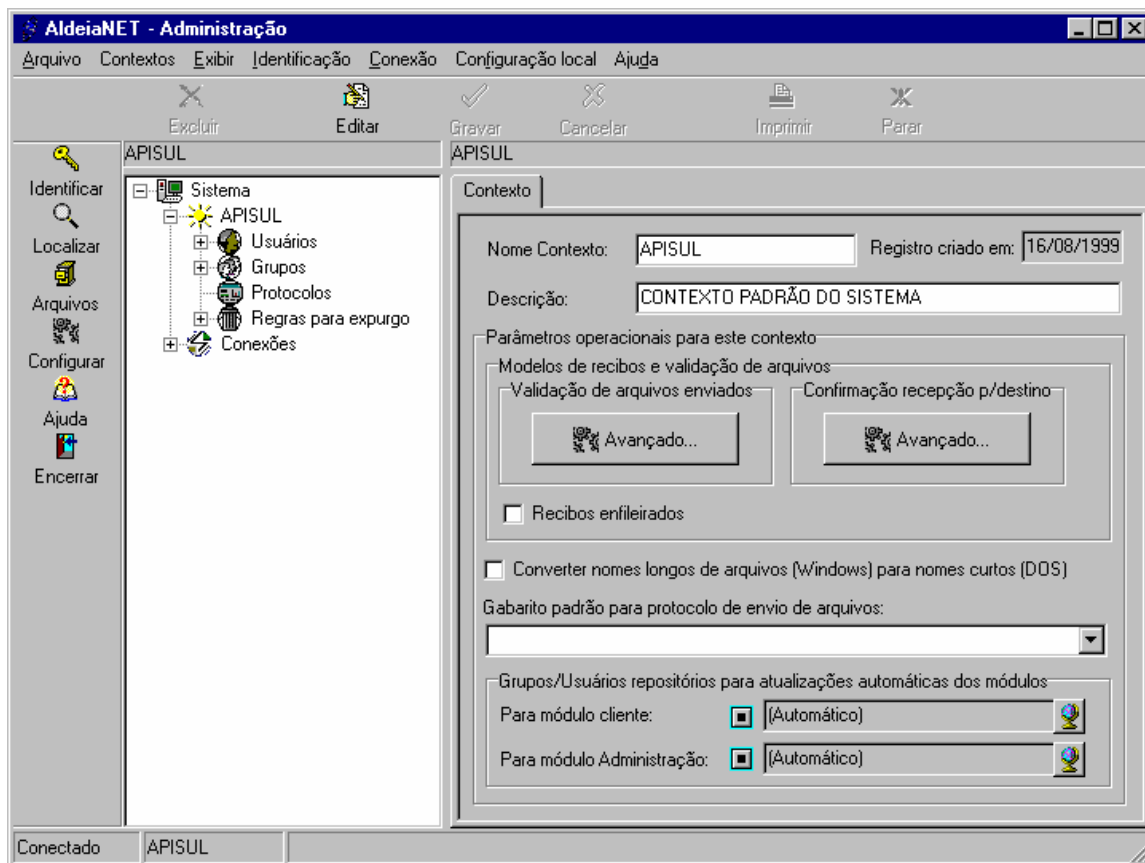 AldeiaNET - Administração
Arquivo Contextos Exibir Identificação Conexão Configuração local Ajuda
Excluir Editar Gravar Cancelar Imprimir Parar
Identificar
Localizar
Arquivos
Configurar
Ajuda
Encerrar
APISUL
Sistema
APISUL
Usuários
Grupos
Protocolos
Regras para expurgo
Conexões
APISUL
Contexto
Nome Contexto: APISUL Registro criado em: 16/08/1999
Descrição: CONTEXTO PADRÃO DO SISTEMA
Parâmetros operacionais para este contexto
Modelos de recibos e validação de arquivos
Validação de arquivos enviados Confirmação recepção p/destino
Avançado... Avançado...
Recibos enfileirados
Converter nomes longos de arquivos (Windows) para nomes curtos (DOS)
Gabarito padrão para protocolo de envio de arquivos:
Grupos/Usuários repositórios para atualizações automáticas dos módulos
Para módulo cliente: (Automático)
Para módulo Administração: (Automático)
Conectado APISUL